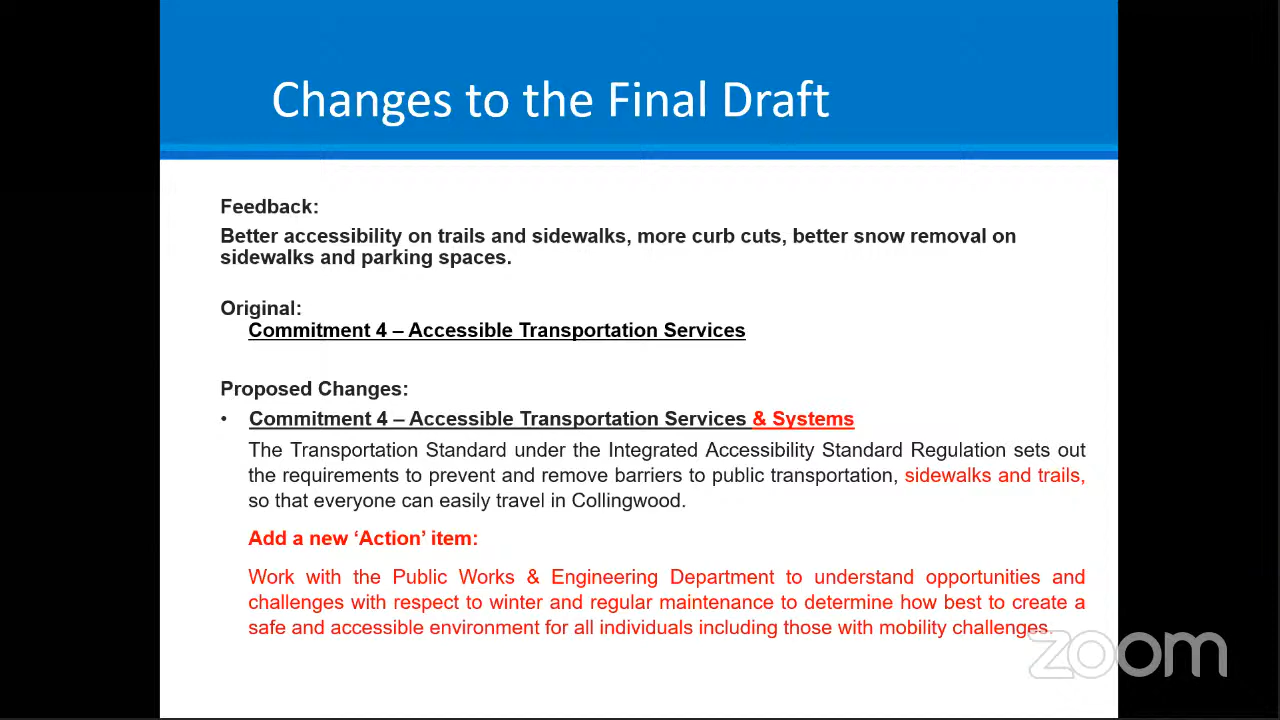 Changes to the Final Draft
Feedback:
Better accessibility on trails and sidewalks, more curb cuts, better snow removal on
sidewalks and parking spaces.
Original:
Commitment 4 – Accessible Transportation Services
Proposed Changes:
• Commitment 4 – Accessible Transportation Services & Systems
The Transportation Standard under the Integrated Accessibility Standard Regulation sets out
the requirements to prevent and remove barriers to public transportation, sidewalks and trails,
so that everyone can easily travel in Collingwood.
Add a new ‘Action’ item:
Work with the Public Works & Engineering Department to understand opportunities and
challenges with respect to winter and regular maintenance to determine how best to create a
safe and accessible environment for all individuals including those with mobility challenges.
zoom